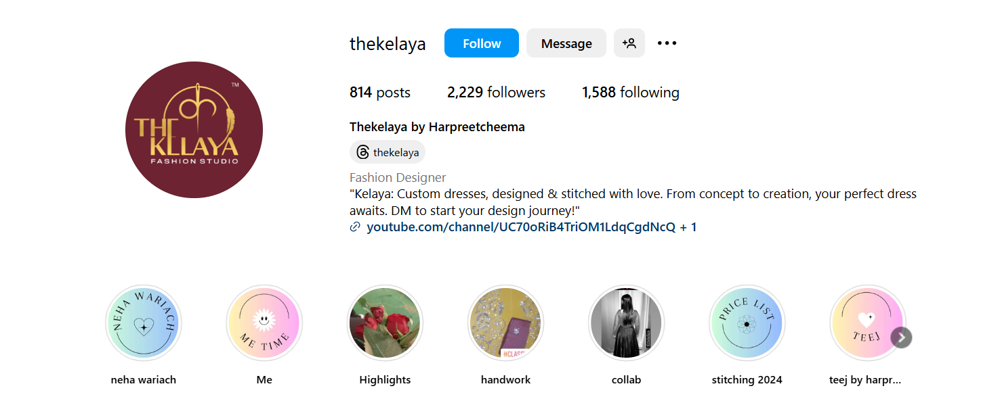 thekelaya Follow Message
814 posts 2,229 followers 1,588 following
Thekelaya by Harpreetcheema
thekelaya
Fashion Designer
"Kelaya: Custom dresses, designed & stitched with love. From concept to creation, your perfect dress
awaits. DM to start your design journey!"
youtube.com/channel/UC70oRiB4TriOM1LdqCgdNcQ + 1
TM
THE
KELAYA
FASHION STUDIO
NEHA WARIACH
ME TIME
#CLASS
PRICE LIST
TEEJ
neha wariach
Me
Highlights
handwork
collab
stitching 2024
teej by harpr...